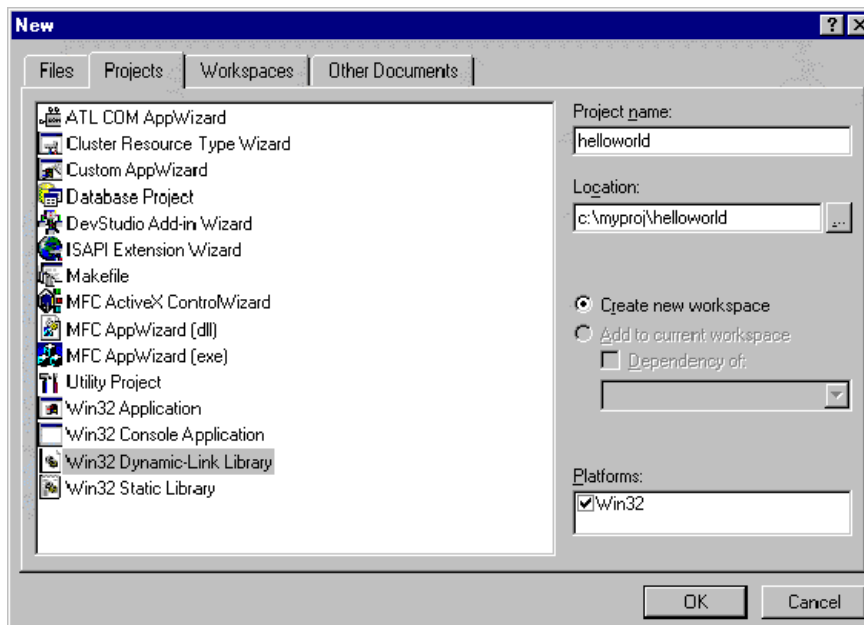 New
Files Projects Workspaces Other Documents
ATL COM AppWizard
Cluster Resource Type Wizard
Custom AppWizard
Database Project
DevStudio Add-in Wizard
ISAPI Extension Wizard
Makefile
MFC ActiveX ControlWizard
MFC AppWizard (dll)
MFC AppWizard (exe)
Utility Project
Win32 Application
Win32 Console Application
Win32 Dynamic-Link Library
Win32 Static Library
Project name:
helloworld
Location:
c:\myproj\helloworld
...
Create new workspace
Add to current workspace
Dependency of:
Platforms:
Win32
OK Cancel